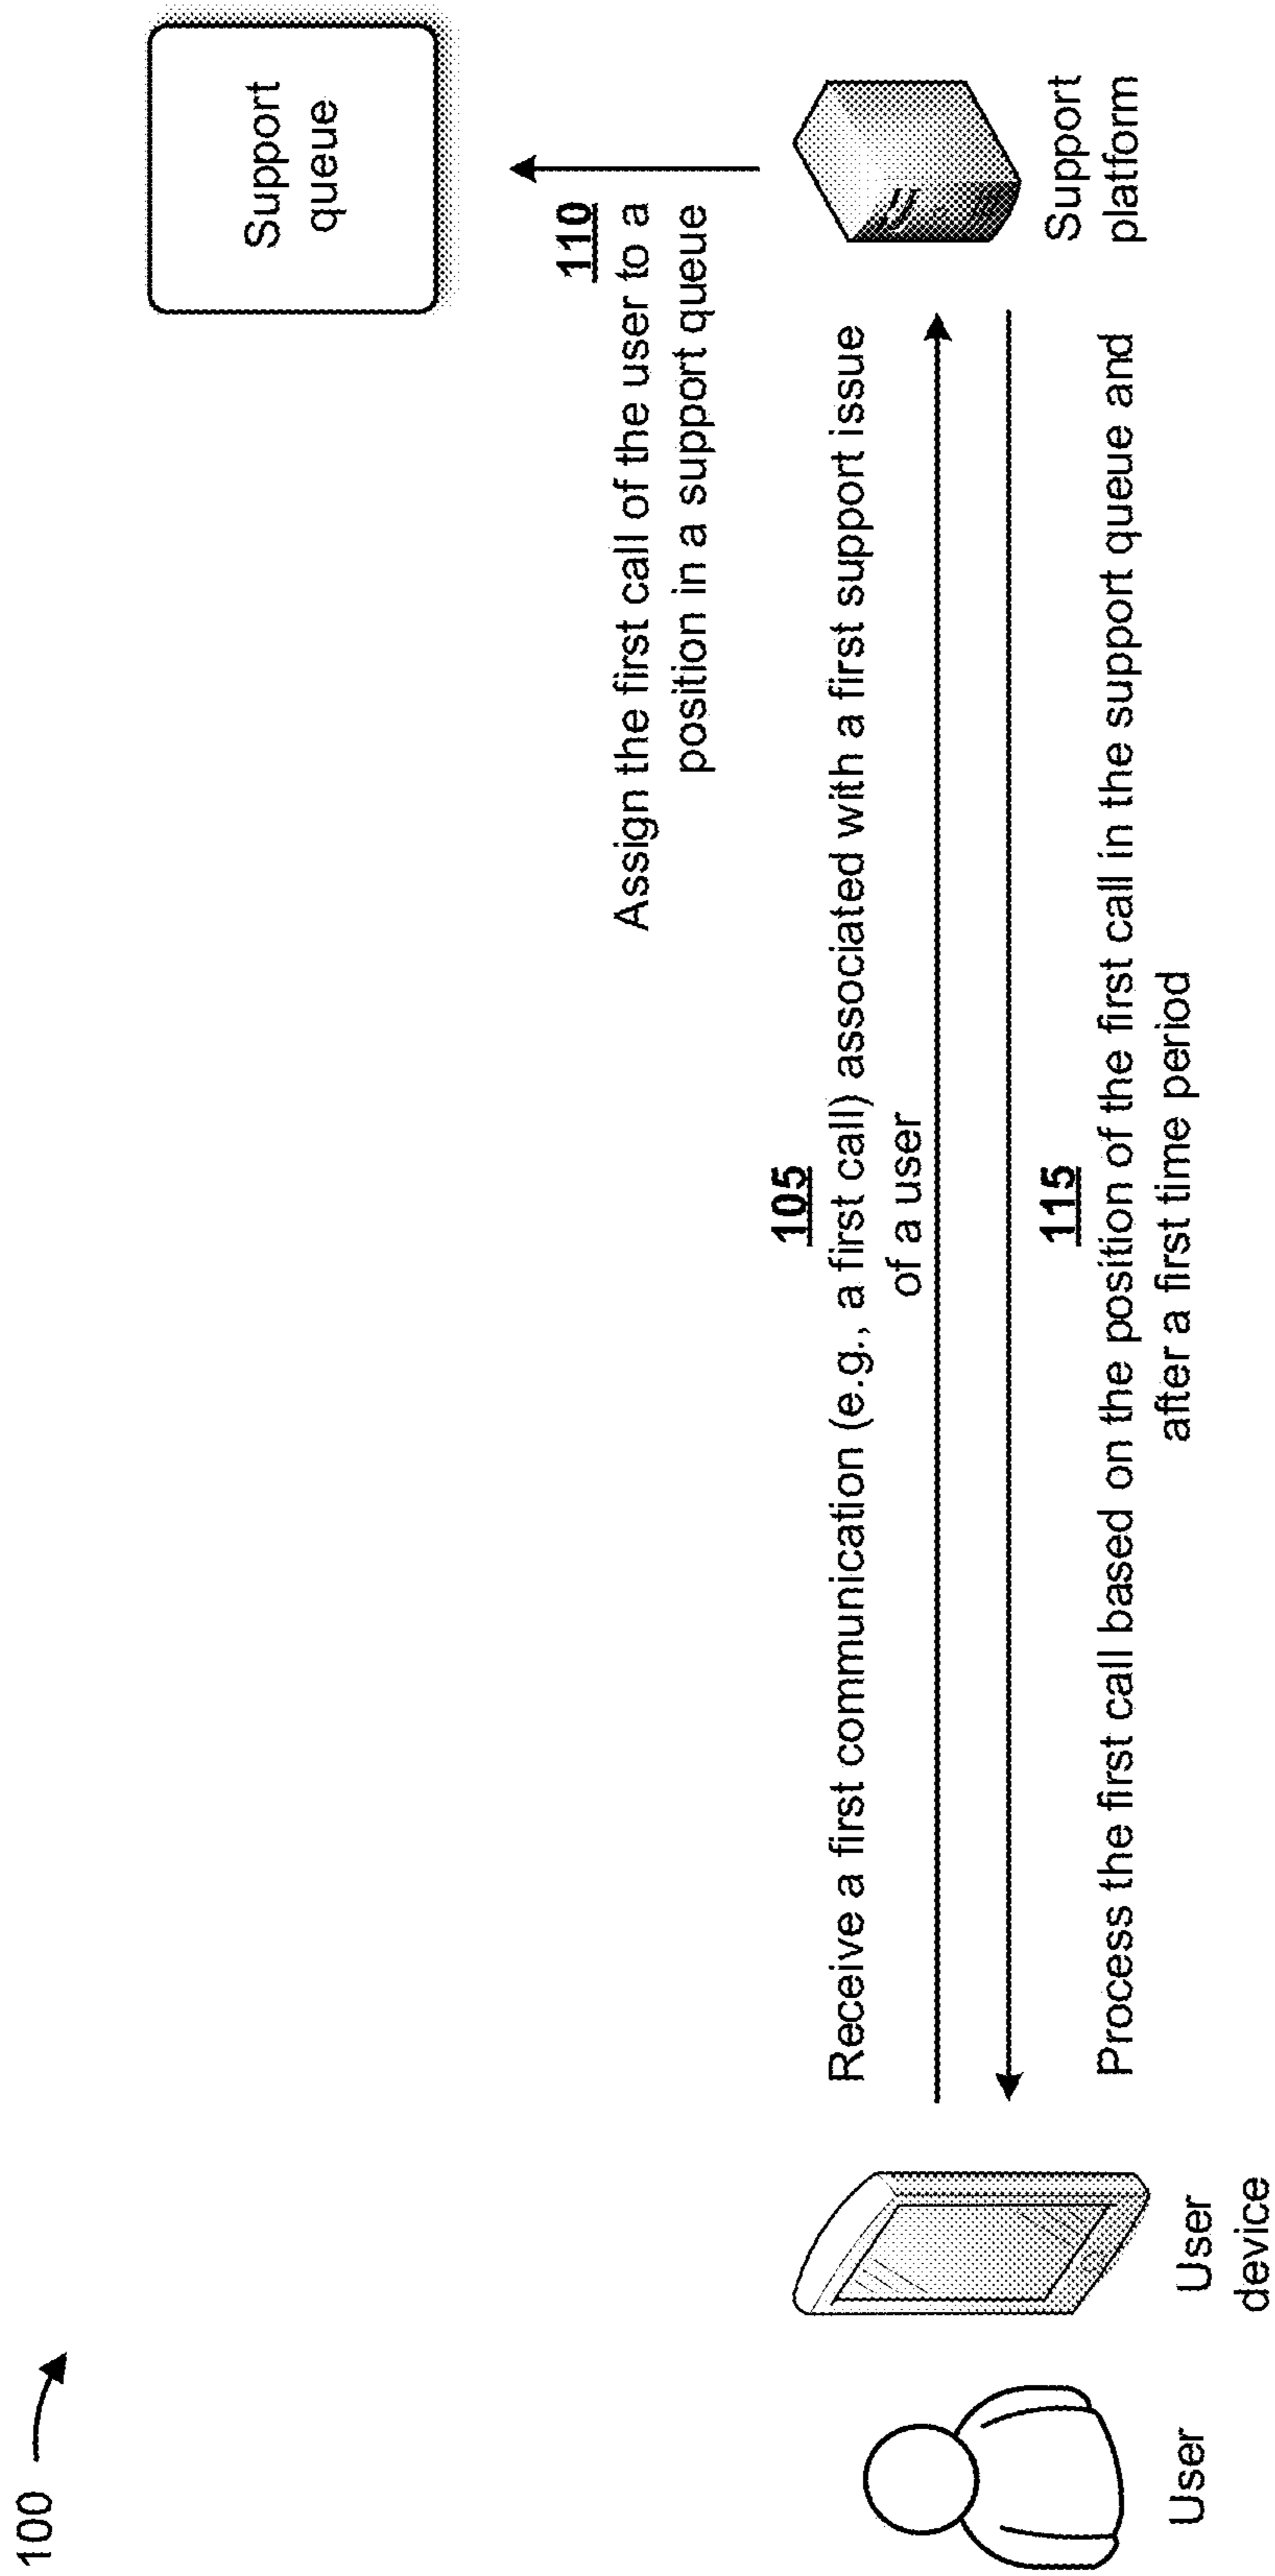 100
Support
queue
110
Assign the first call of the user to a
position in a support queue
105
Receive a first communication (e.g., a first call) associated with a first support issue
of a user
115
Process the first call based on the position of the first call in the support queue and
after a first time period
User
User
device
Support
platform